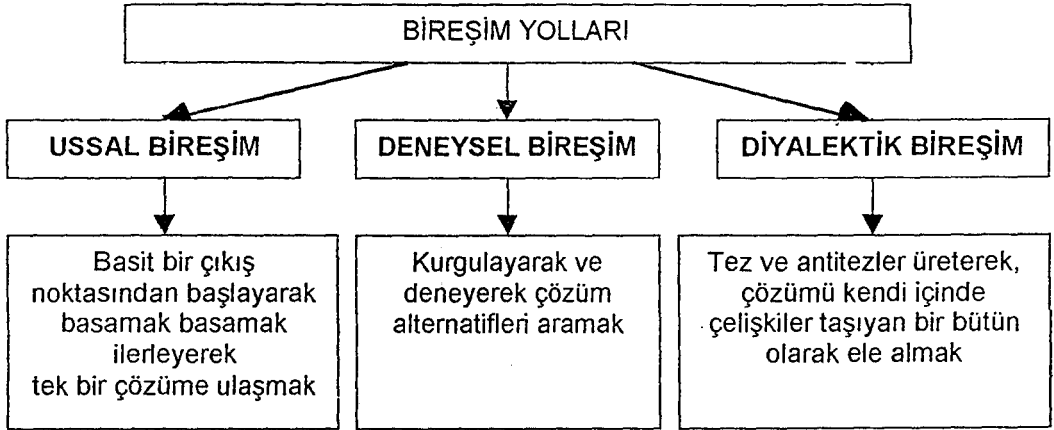 BİREŞİM YOLLARI
USSAL BİREŞİM
DENEYSEL BİREŞİM
DİYALEKTİK BİREŞİM
Basit bir çıkış
noktasından başlayarak
basamak basamak
ilerleyerek
tek bir çözüme ulaşmak
Kurgulayarak ve
deneyerek çözüm
alternatifleri aramak
Tez ve antitezler üreterek,
çözümü kendi içinde
çelişkiler taşıyan bir bütün
olarak ele almak